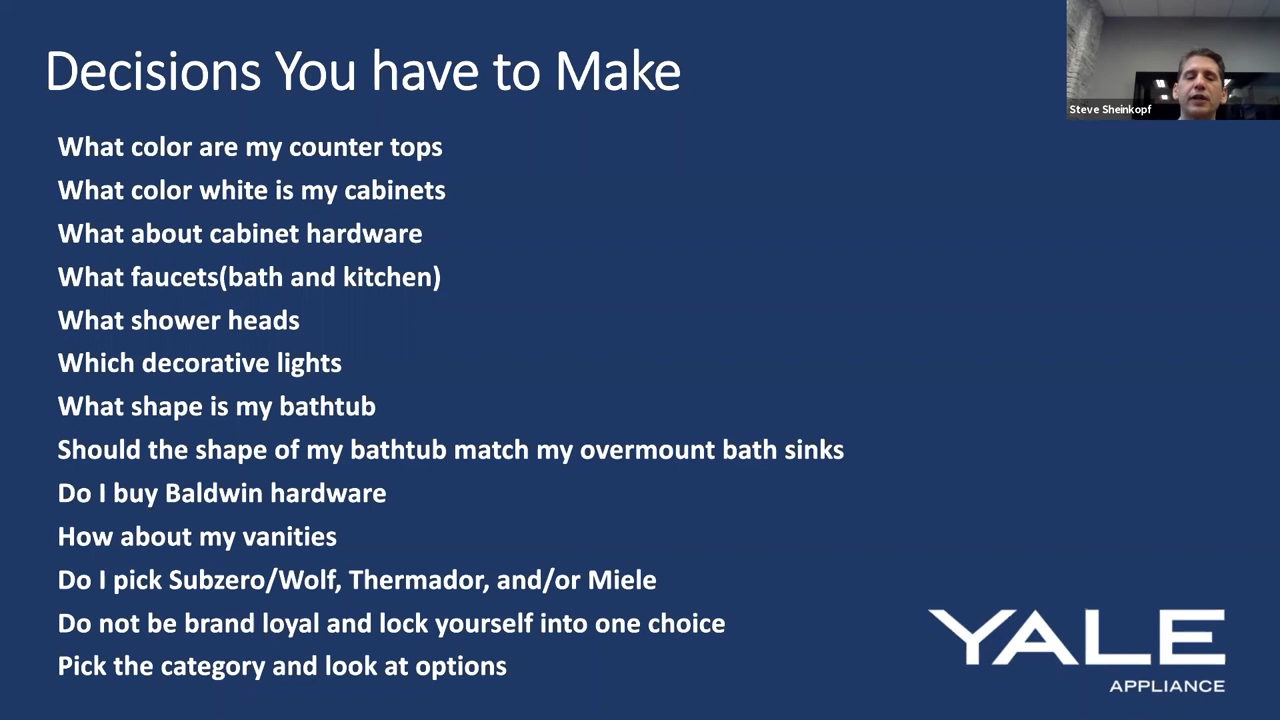 Decisions You have to Make
Steve Sheinkopf
What color are my counter tops
What color white is my cabinets
What about cabinet hardware
What faucets(bath and kitchen)
What shower heads
Which decorative lights
What shape is my bathtub
Should the shape of my bathtub match my overmount bath sinks
Do I buy Baldwin hardware
How about my vanities
Do I pick Subzero/Wolf, Thermador, and/or Miele
Do not be brand loyal and lock yourself into one choice
Pick the category and look at options
YALE
APPLIANCE